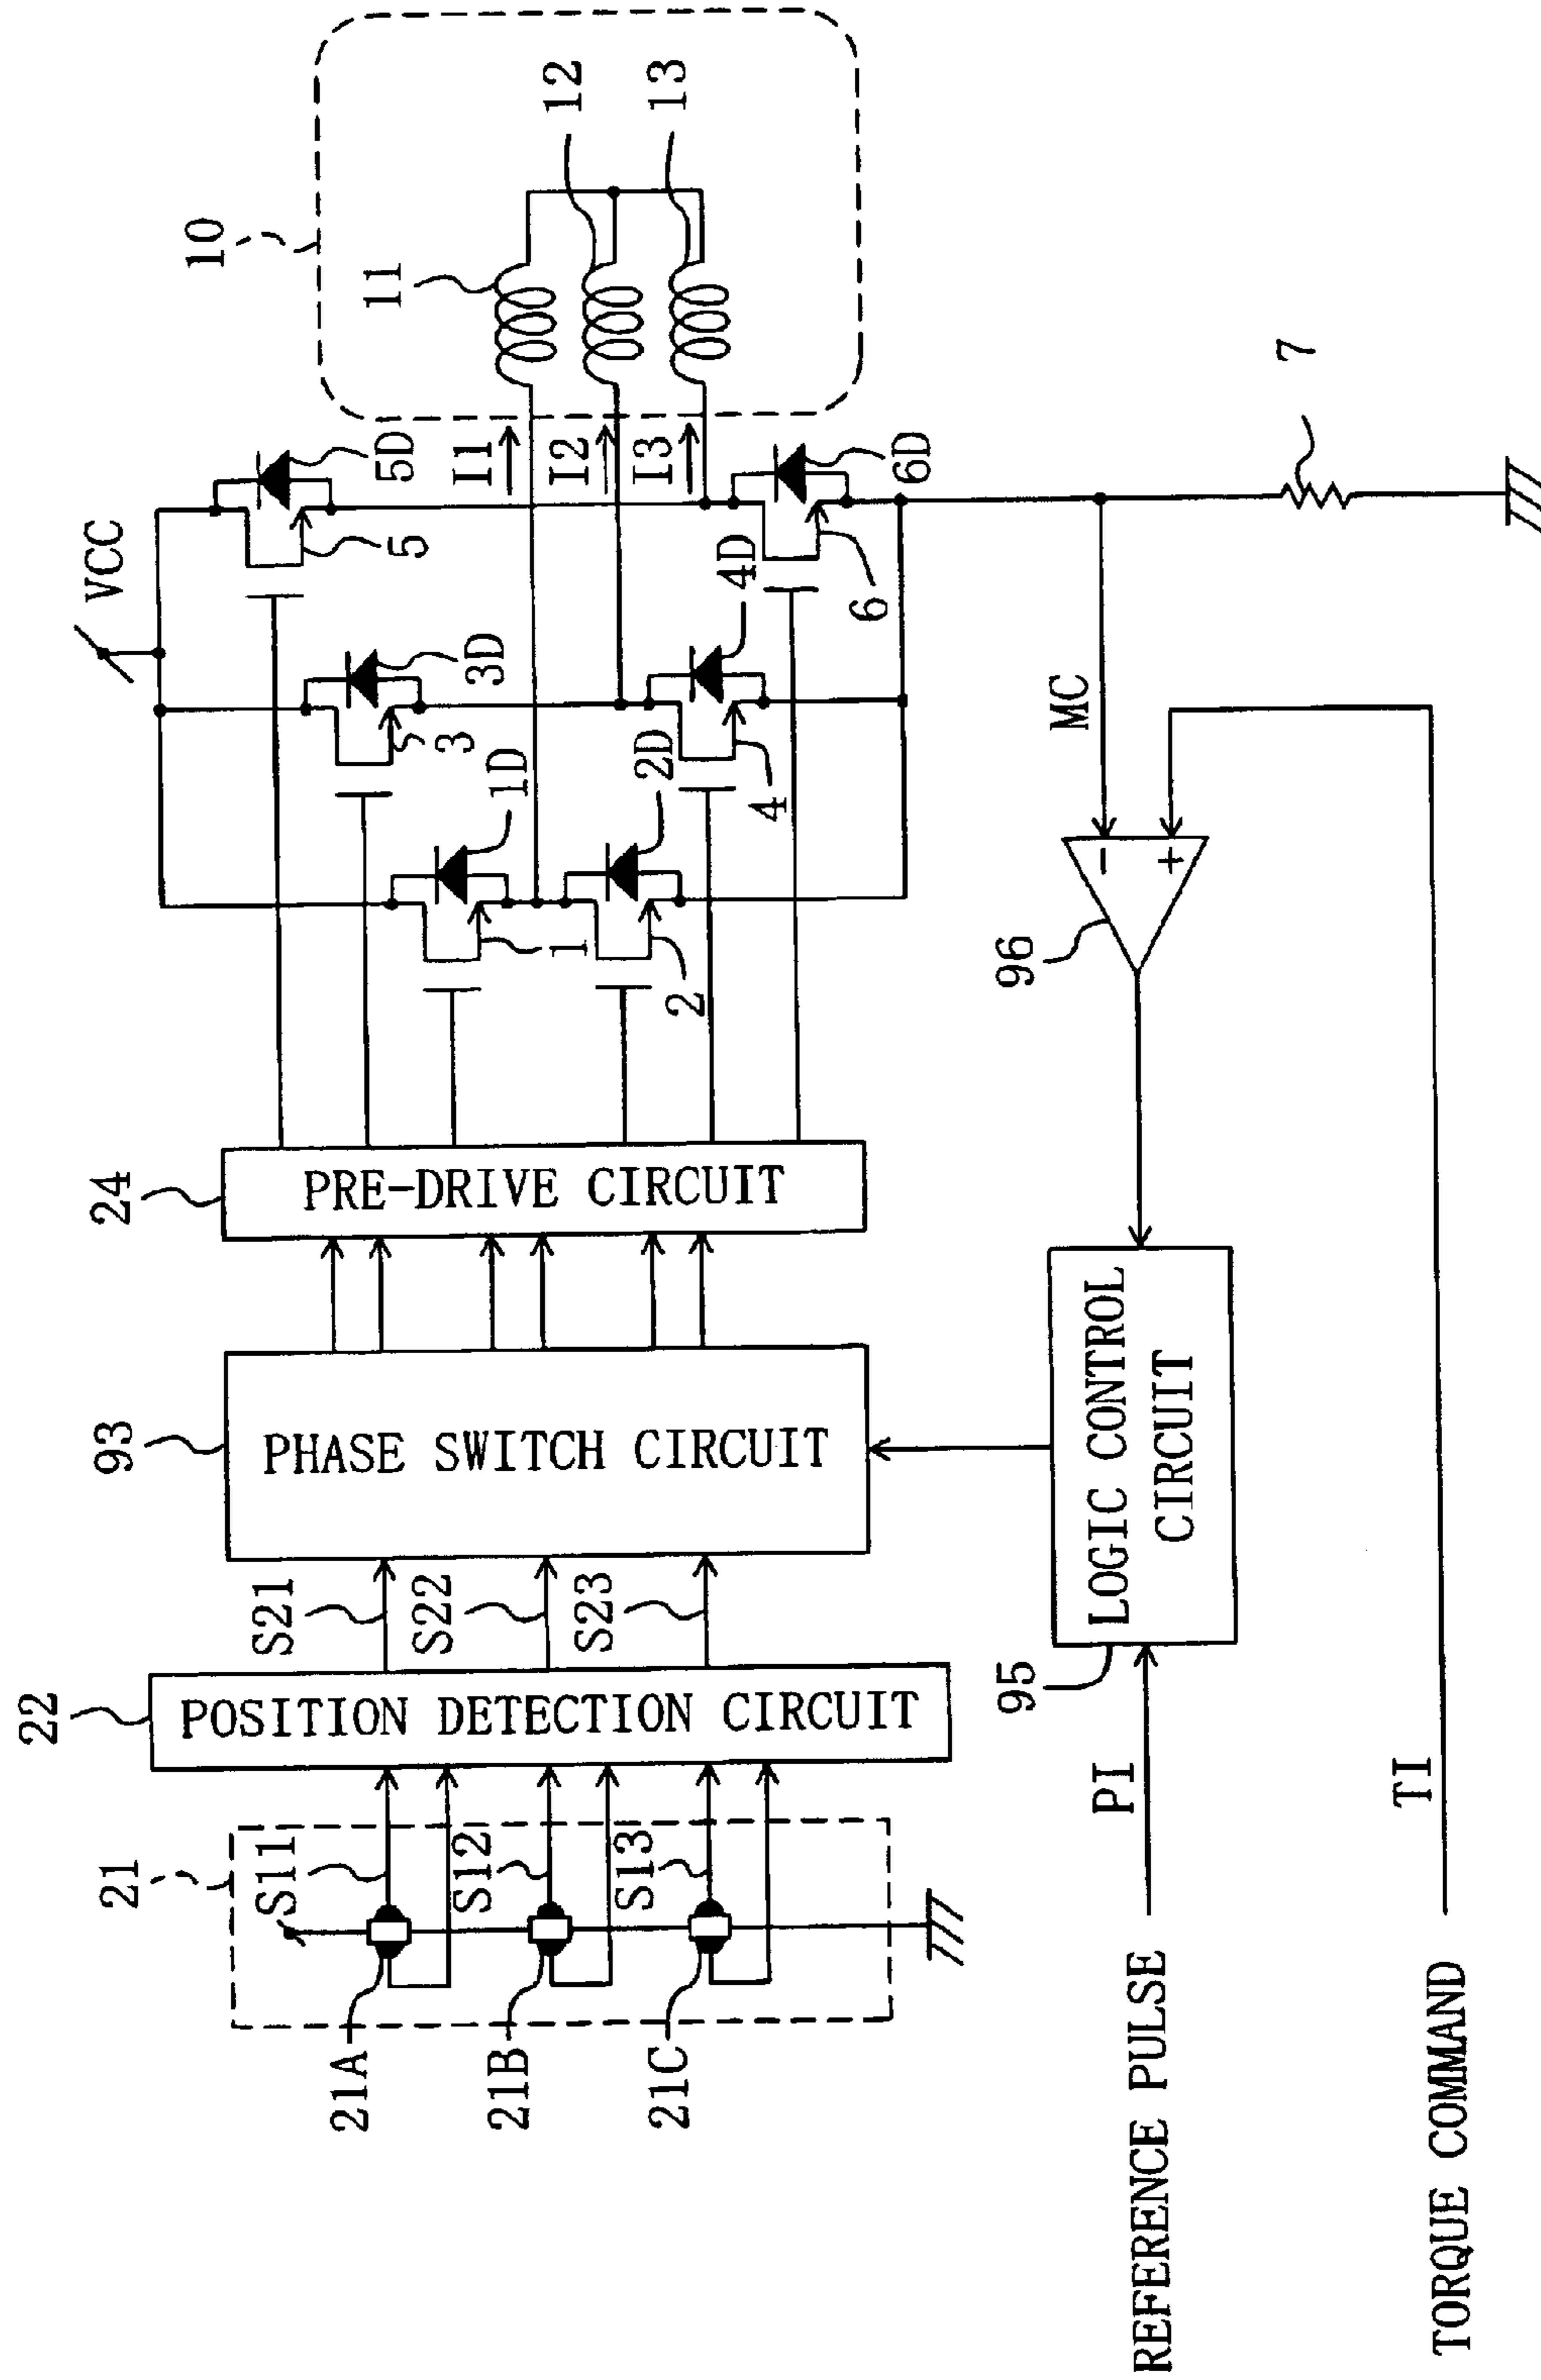 10
11
12
13
VCC
5D
I1
I2
I3
6D
5
3D
3
4D
6
1D
2D
4
1
2
7
MC
24
PRE-DRIVE CIRCUIT
96
-
+
93
PHASE SWITCH CIRCUIT
S21
S22
S23
LOGIC CONTROL
CIRCUIT
95
22
POSITION DETECTION CIRCUIT
21
S11
S12
S13
21A
21B
21C
REFERENCE PULSE
PI
TORQUE COMMAND
TI